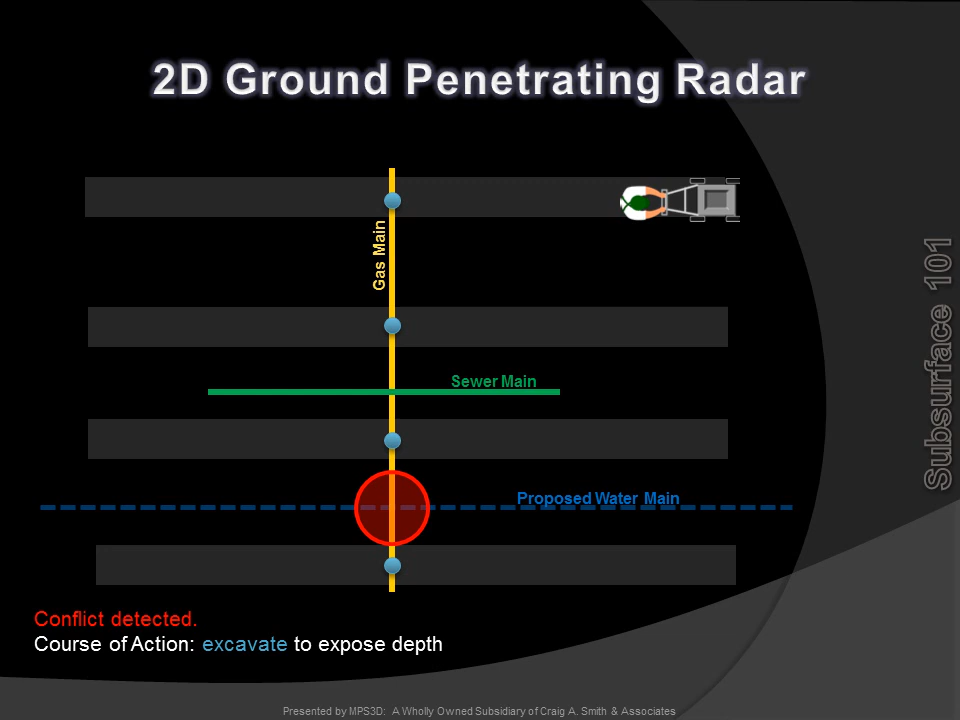 2D Ground Penetrating Radar
Gas Main
Sewer Main
Proposed Water Main
Conflict detected.
Course of Action: excavate to expose depth
Subsurface 101
Presented by MPS3D: A Wholly Owned Subsidiary of Craig A. Smith & Associates